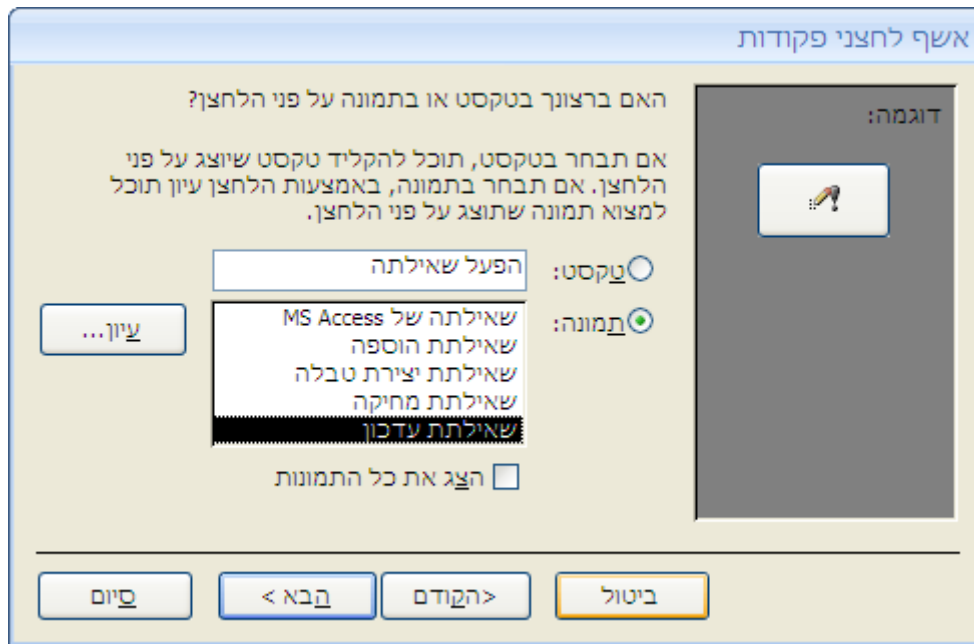 אשף לחצני פקודות
דוגמה:
האם ברצונך בטקסט או בתמונה על פני הלחצן?
אם תבחר בטקסט, תוכל להקליד טקסט שיוצג על פני
הלחצן. אם תבחר בתמונה, באמצעות הלחצן עיון תוכל
למצוא תמונה שתוצג על פני הלחצן.
טקסט:
הפעל שאילתה
תמונה:
שאילתה של MS Access
שאילתת הוספה
שאילתת יצירת טבלה
שאילתת מחיקה
שאילתת עדכון
עיון...
הצג את כל התמונות
ביטול
<הקודם
הבא >
סיום